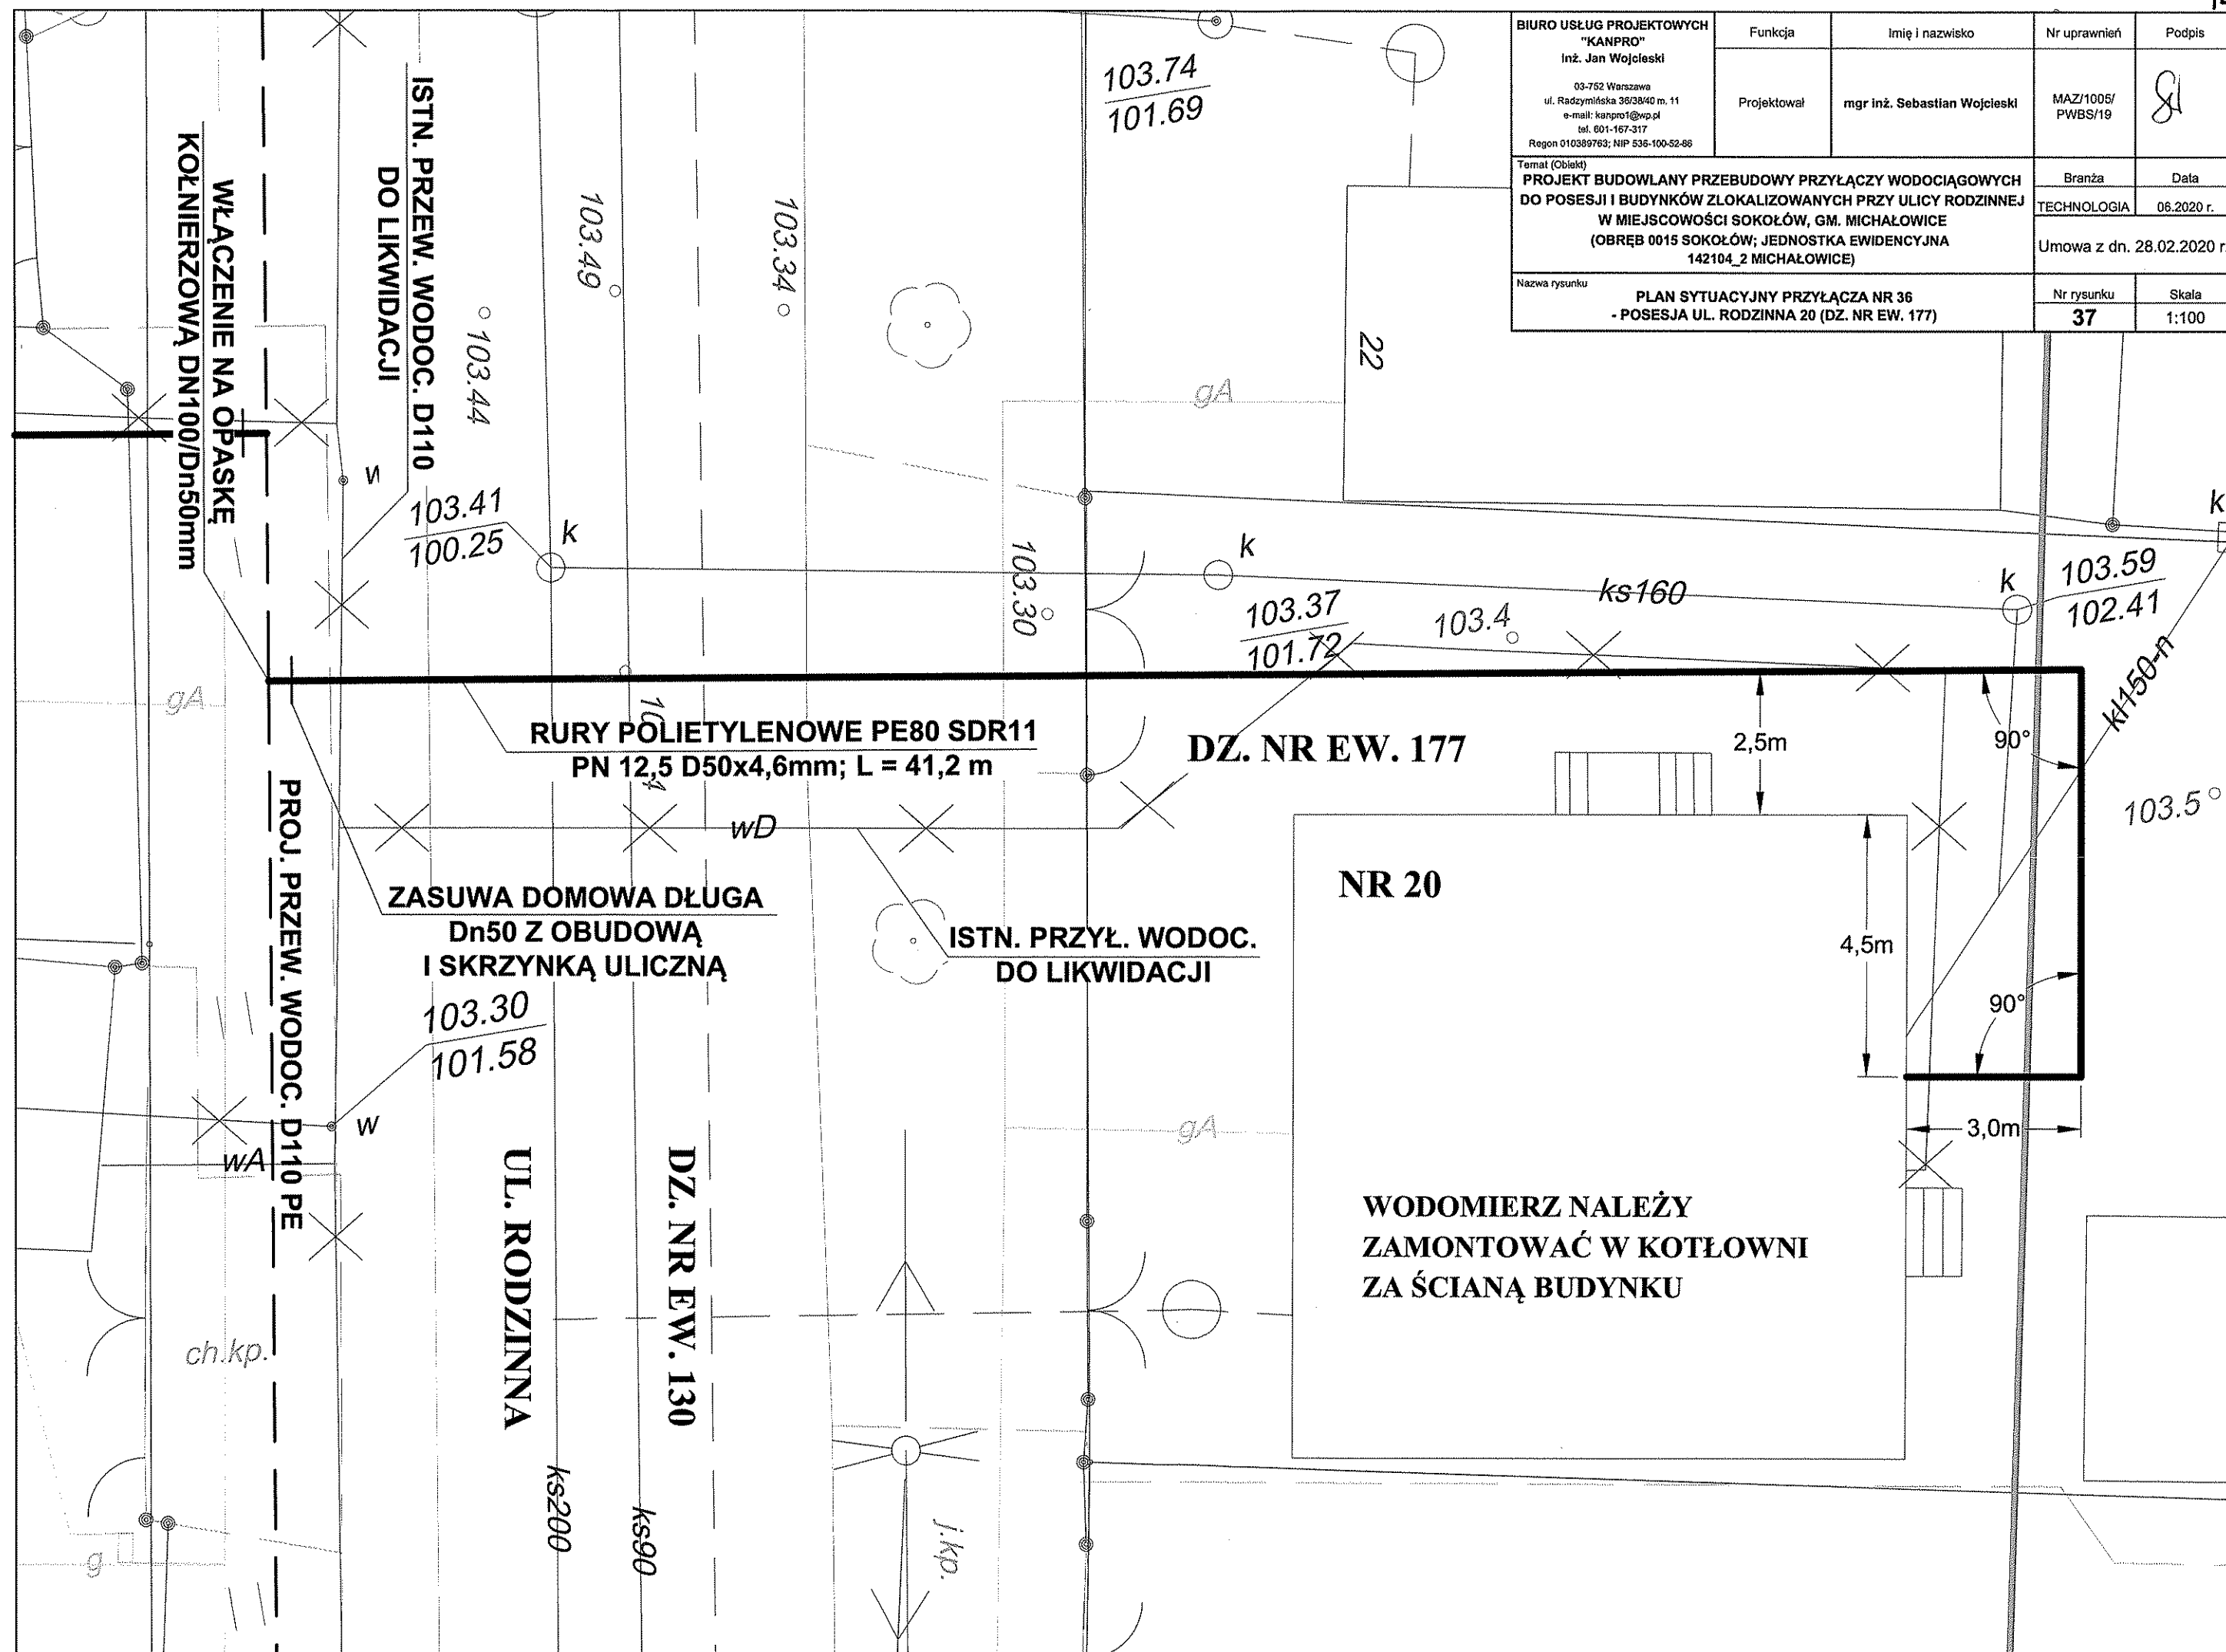 BIURO USŁUG PROJEKTOWYCH
"KANPRO"
inż. Jan Wojcieski
03-752 Warszawa
ul. Radzymińska 36/38/40 m. 11
e-mail: kanpro1@wp.pl
tel. 601-167-317
Regon 010389763; NIP 536-100-52-86
Funkcja
Imię i nazwisko
Nr uprawnień
Podpis
Projektował
mgr inż. Sebastian Wojcieski
MAZ/1005/
PWBS/19
Temat (Obiekt)
PROJEKT BUDOWLANY PRZEBUDOWY PRZYŁĄCZY WODOCIĄGOWYCH
DO POSESJI I BUDYNKÓW ZLOKALIZOWANYCH PRZY ULICY RODZINNEJ
W MIEJSCOWOŚCI SOKOŁÓW, GM. MICHAŁOWICE
(OBRĘB 0015 SOKOŁÓW; JEDNOSTKA EWIDENCYJNA
142104_2 MICHAŁOWICE)
Branża
Data
TECHNOLOGIA
06.2020 r.
Umowa z dn. 28.02.2020 r.
Nazwa rysunku
PLAN SYTUACYJNY PRZYŁĄCZA NR 36
- POSESJA UL. RODZINNA 20 (DZ. NR EW. 177)
Nr rysunku
Skala
37
1:100
WŁĄCZENIE NA OPASKĘ
KOŁNIERZOWĄ DN100/Dn50mm
ISTN. PRZEW. WODOC. D110
DO LIKWIDACJI
103.44
103.49
103.34
103.74
101.69
22
gA
w
103.41
100.25
k
103.30
k
103.37
101.72
103.4
ks160
k
103.59
102.41
k
kl150-n
gA
RURY POLIETYLENOWE PE80 SDR11
PN 12,5 D50x4,6mm; L = 41,2 m
DZ. NR EW. 177
2,5m
90°
103.5
wD
PROJ. PRZEW. WODOC. D110 PE
ZASUWA DOMOWA DŁUGA
Dn50 Z OBUDOWĄ
I SKRZYNKĄ ULICZNĄ
ISTN. PRZYŁ. WODOC.
DO LIKWIDACJI
NR 20
4,5m
90°
3,0m
103.30
101.58
w
wA
gA
UL. RODZINNA
DZ. NR EW. 130
WODOMIERZ NALEŻY
ZAMONTOWAĆ W KOTŁOWNI
ZA ŚCIANĄ BUDYNKU
ch.kp.
ks200
ks90
j.kp.
g